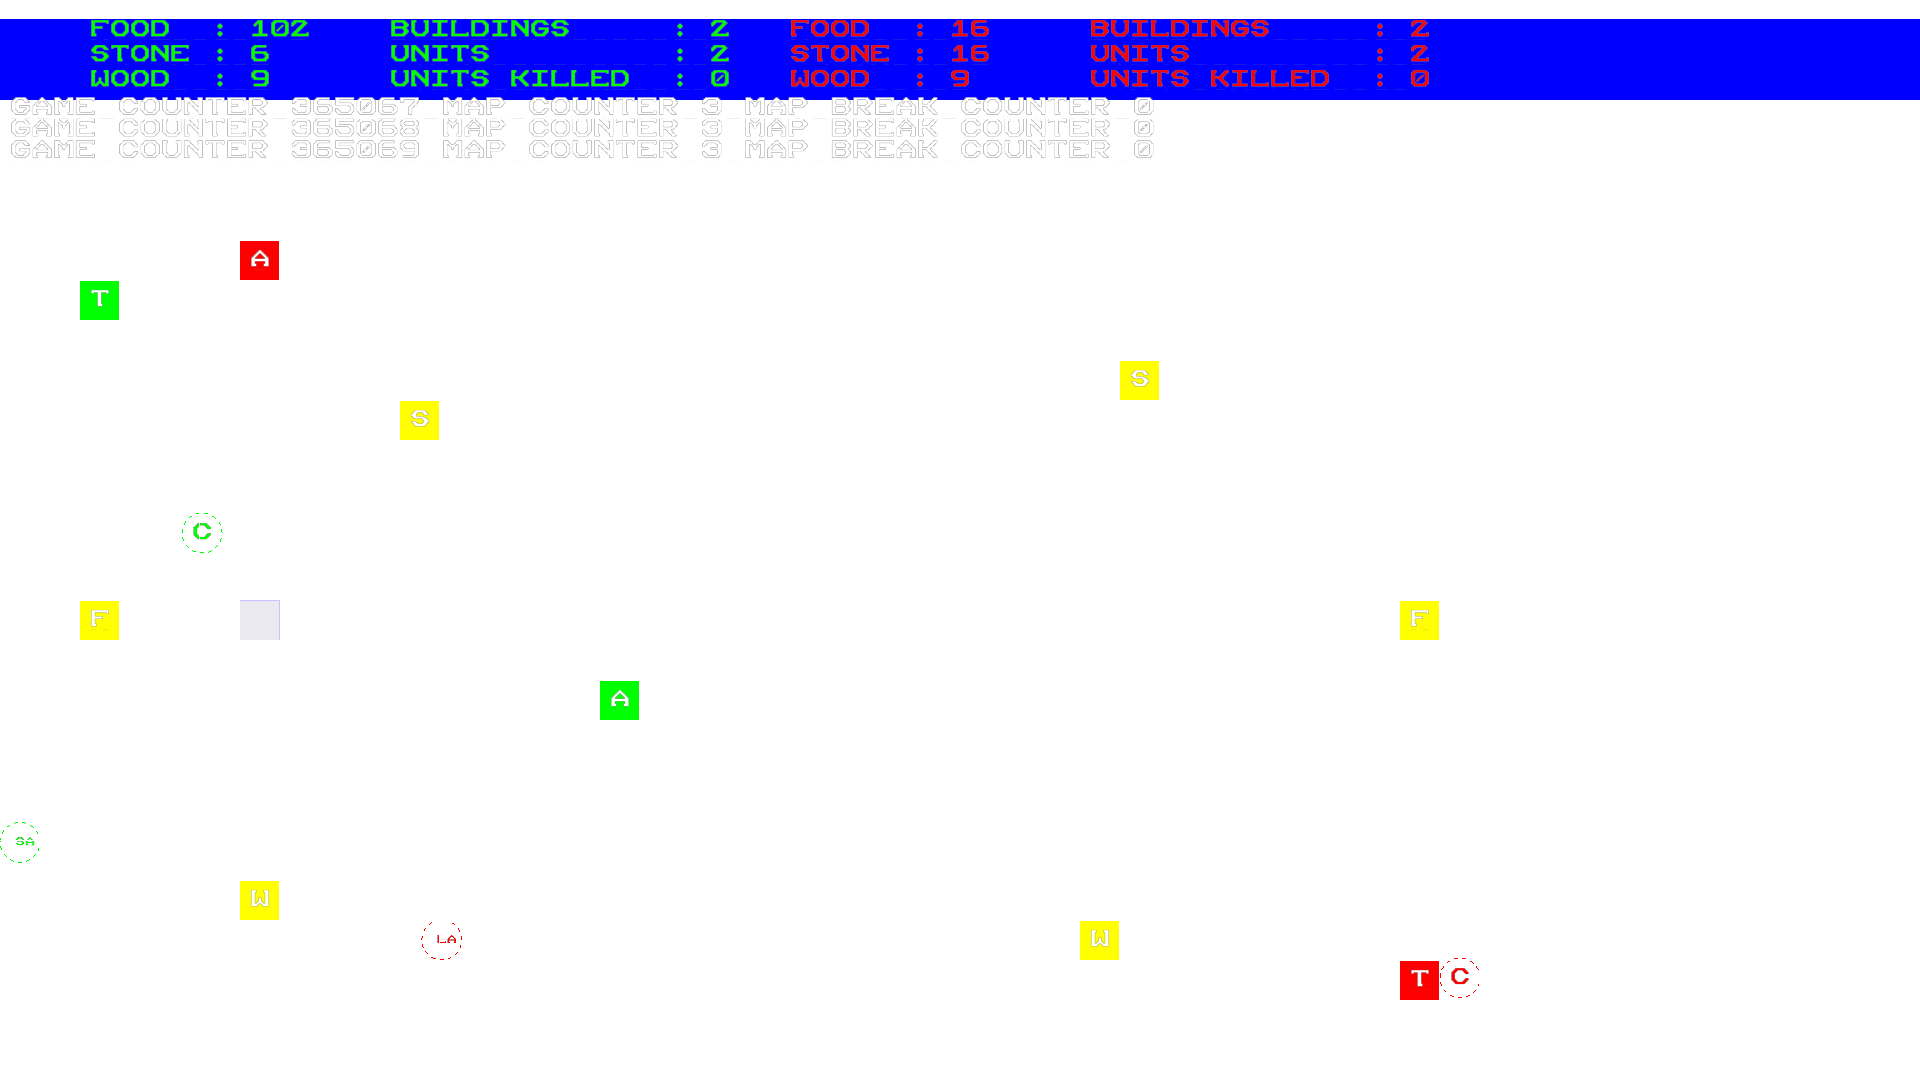 FOOD : 102 BUILDINGS : 2 FOOD : 16 BUILDINGS : 2
STONE : 6 UNITS : 2 STONE : 16 UNITS : 2
WOOD : 9 UNITS KILLED : 0 WOOD : 9 UNITS KILLED : 0
GAME COUNTER 365067 MAP COUNTER 3 MAP BREAK COUNTER 0
GAME COUNTER 365068 MAP COUNTER 3 MAP BREAK COUNTER 0
GAME COUNTER 365069 MAP COUNTER 3 MAP BREAK COUNTER 0
A
T
S
S
C
F
F
A
SA
W
LA
W
T C